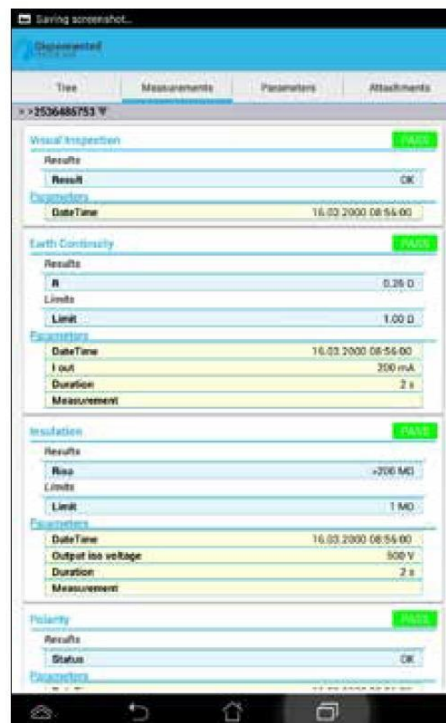 Saving screenshot...
Tree Measurements Parameters Attachments
>>2536486753
Visual Inspection PASS
Results
Result OK
Parameters
DateTime 16.03.2000 08:56:00
Earth Continuity PASS
Results
R 0.26 Ω
Limits
Limit 1.00 Ω
Parameters
DateTime 16.03.2000 08:56:00
I out 200 mA
Duration 2 s
Measurement
Insulation PASS
Results
Riso >200 MΩ
Limits
Limit 1 MΩ
Parameters
DateTime 16.03.2000 08:56:00
Output iso voltage 500 V
Duration 2 s
Measurement
Polarity PASS
Results
Status OK
Parameters